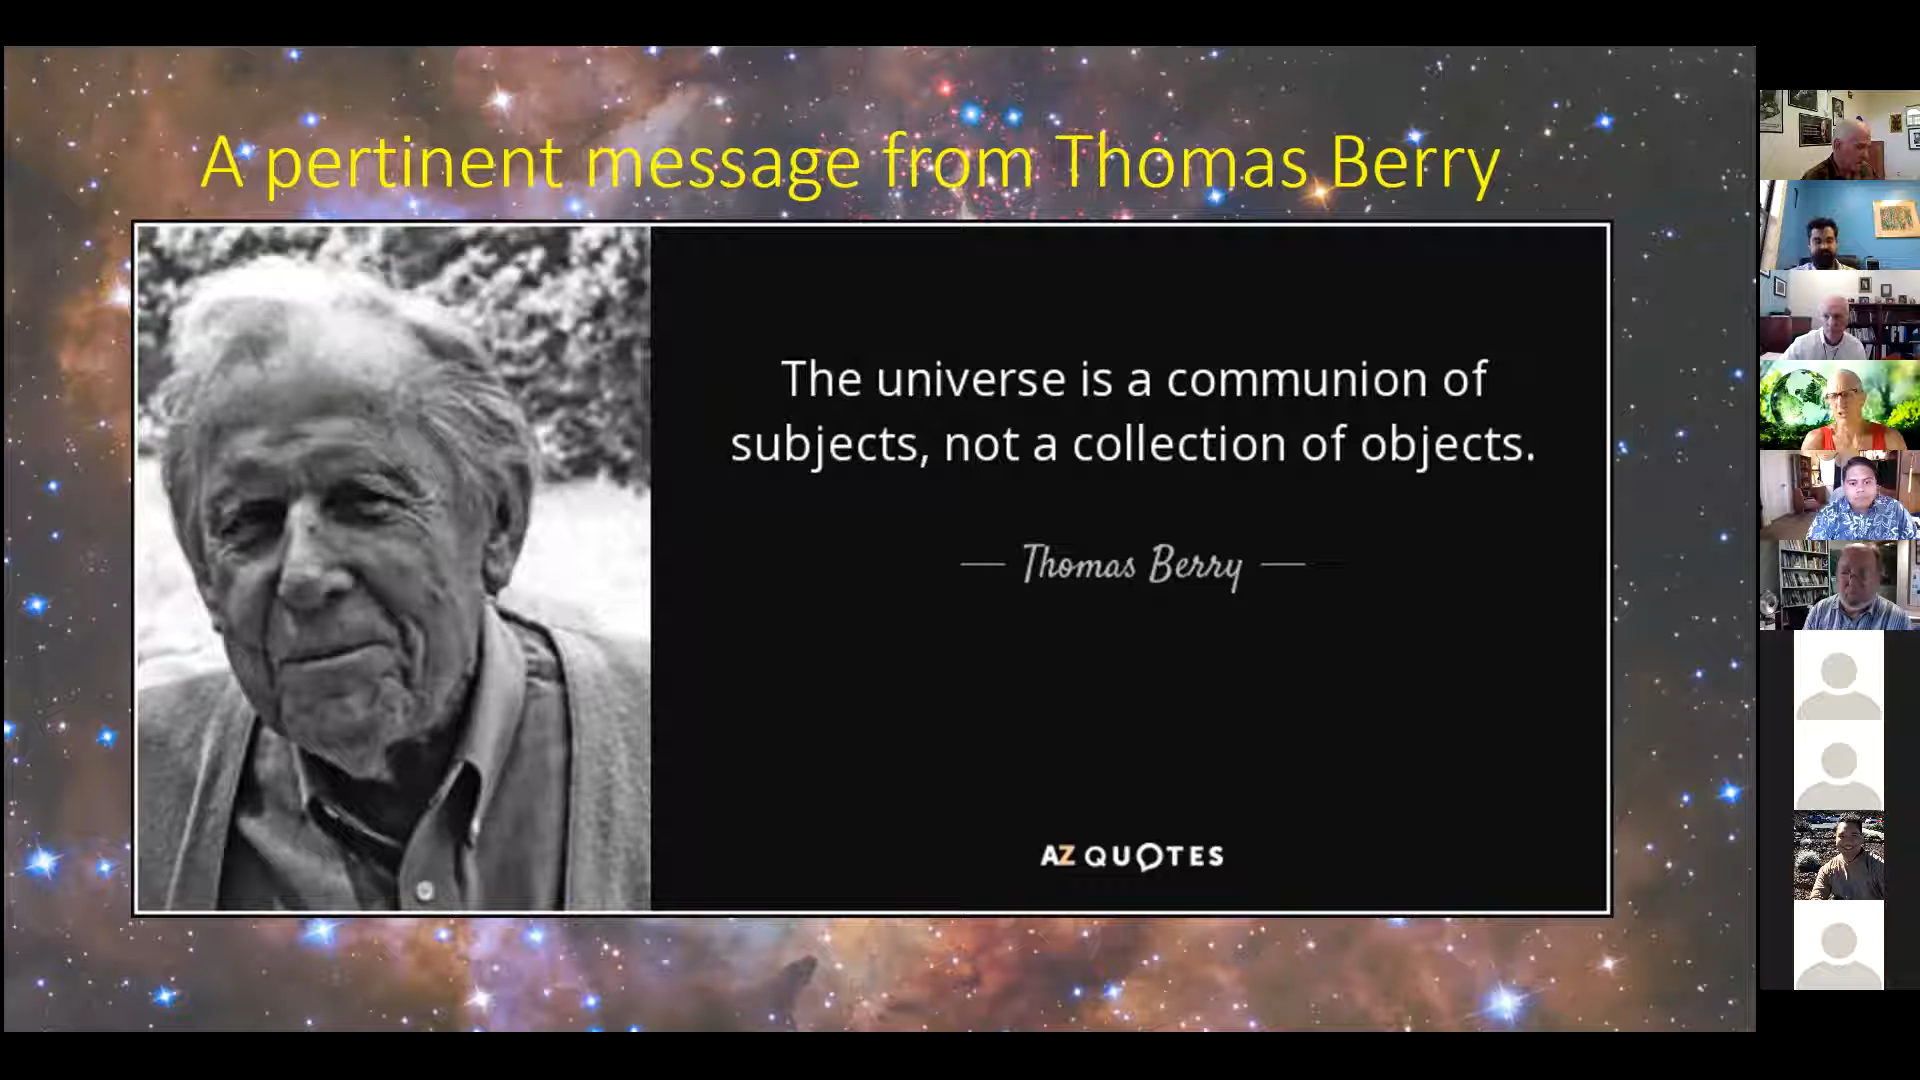 A pertinent message from Thomas Berry
The universe is a communion of
subjects, not a collection of objects.
— Thomas Berry —
AZ QUOTES